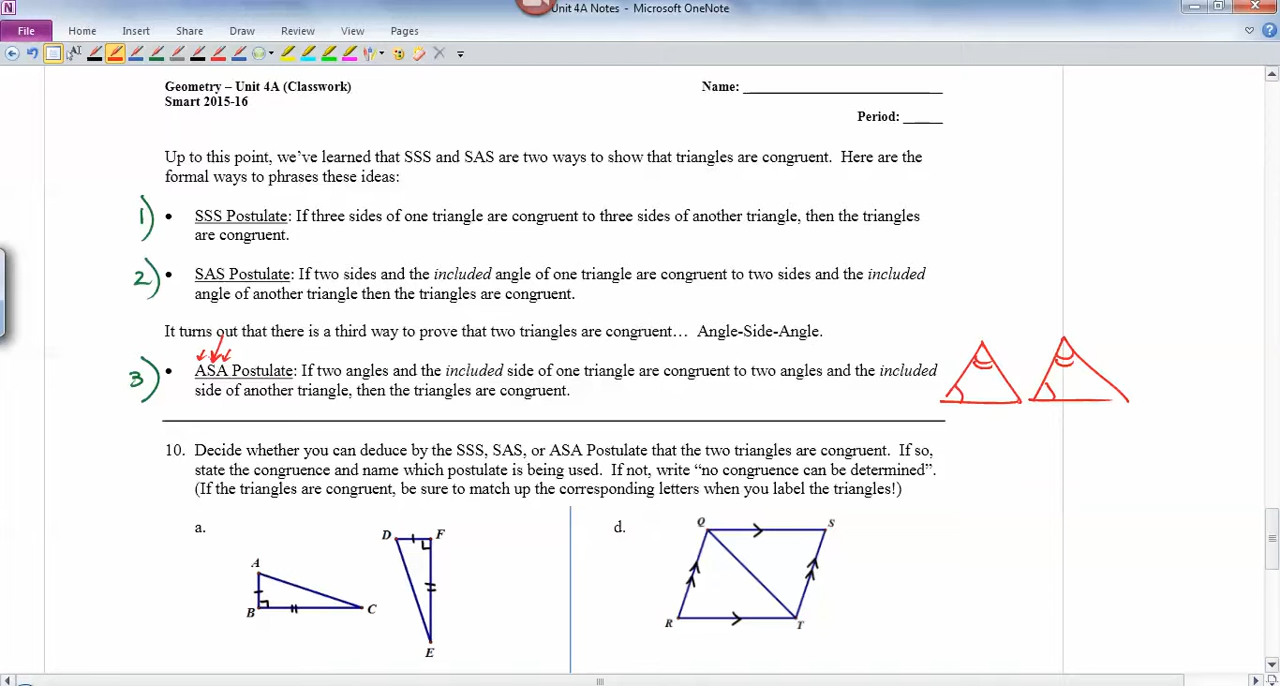 Unit 4A Notes - Microsoft OneNote
File Home Insert Share Draw Review View Pages
Geometry – Unit 4A (Classwork)
Name: ____________________
Smart 2015-16
Period: _____
Up to this point, we've learned that SSS and SAS are two ways to show that triangles are congruent. Here are the
formal ways to phrases these ideas:
1) • SSS Postulate: If three sides of one triangle are congruent to three sides of another triangle, then the triangles
are congruent.
2) • SAS Postulate: If two sides and the included angle of one triangle are congruent to two sides and the included
angle of another triangle then the triangles are congruent.
It turns out that there is a third way to prove that two triangles are congruent… Angle-Side-Angle.
3) • ASA Postulate: If two angles and the included side of one triangle are congruent to two angles and the included
side of another triangle, then the triangles are congruent.
10. Decide whether you can deduce by the SSS, SAS, or ASA Postulate that the two triangles are congruent. If so,
state the congruence and name which postulate is being used. If not, write “no congruence can be determined”.
(If the triangles are congruent, be sure to match up the corresponding letters when you label the triangles!)
a.
A
B
C
D
F
E
d.
Q
S
R
T